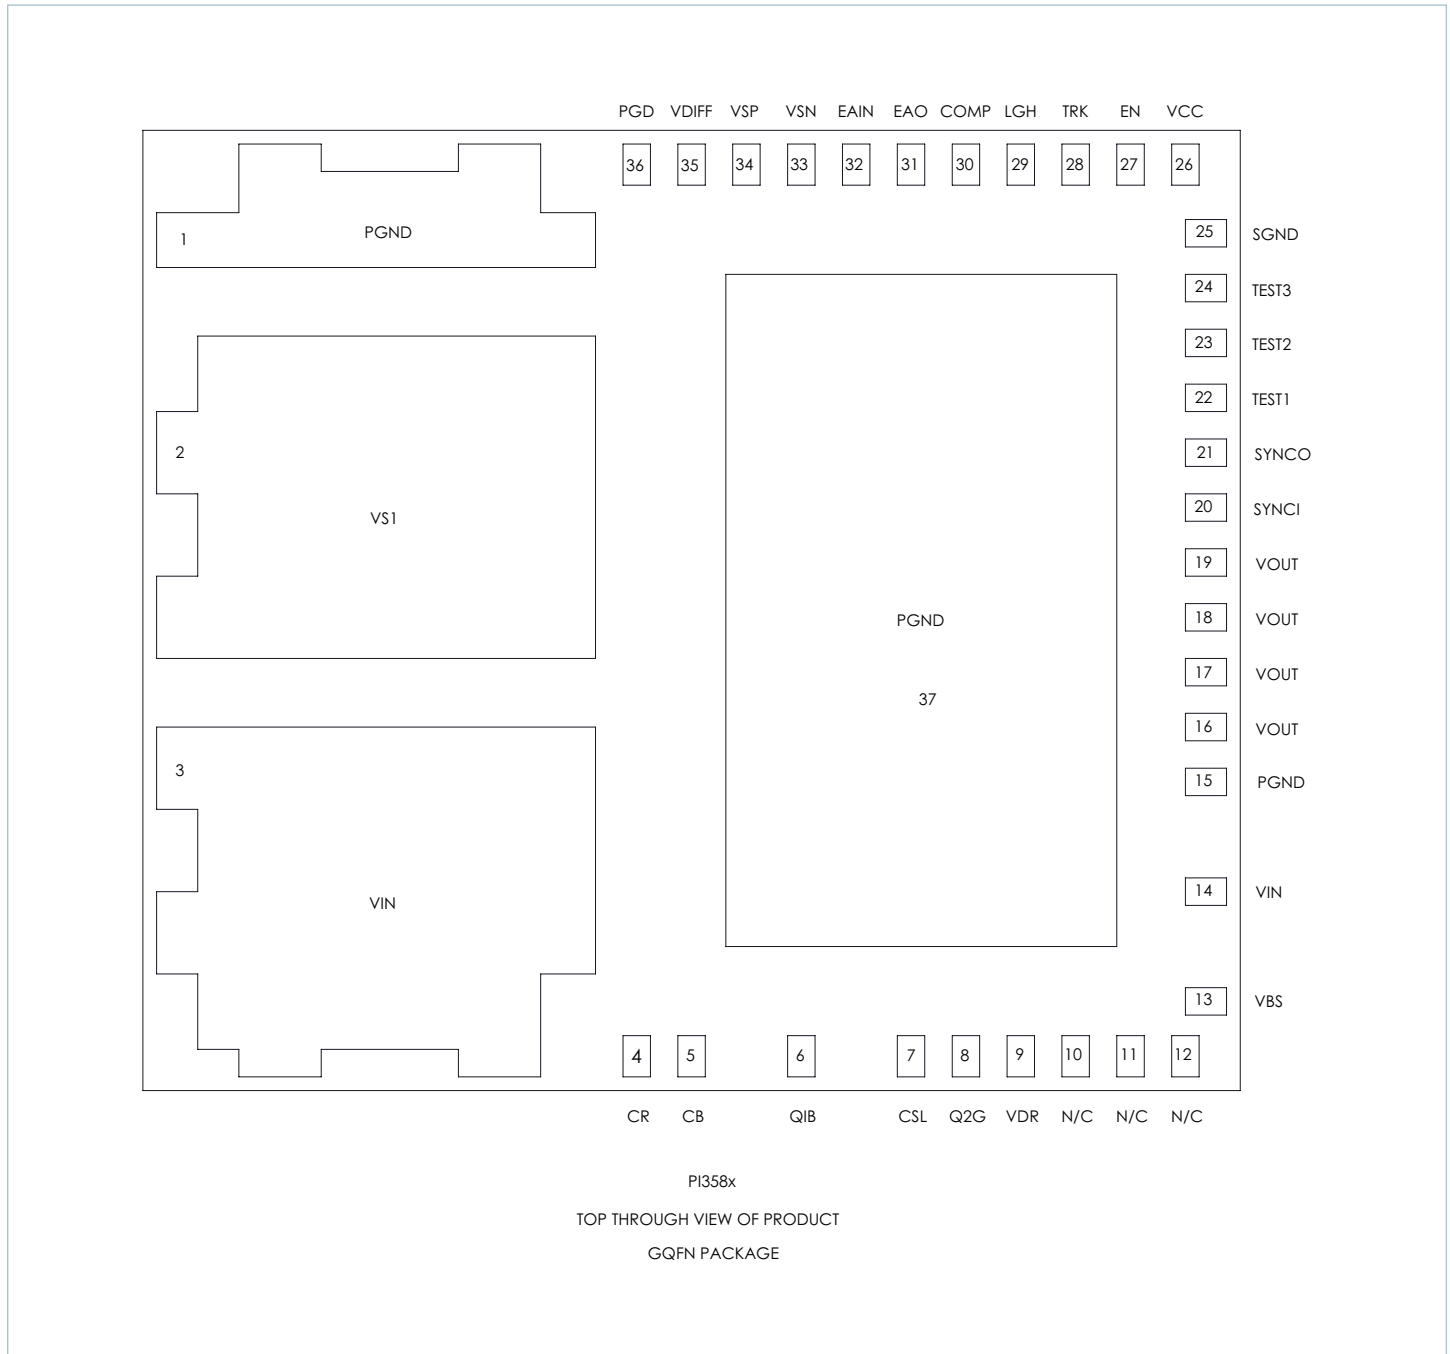 PGD VDIFF VSP VSN EAIN EAO COMP LGH TRK EN VCC
36 35 34 33 32 31 30 29 28 27 26
1 PGND
25 SGND
24 TEST3
23 TEST2
22 TEST1
2
21 SYNCO
VS1
20 SYNCI
19 VOUT
18 VOUT
PGND
17 VOUT
37
16 VOUT
3
15 PGND
14 VIN
VIN
13 VBS
4 5 6 7 8 9 10 11 12
CR CB QIB CSL Q2G VDR N/C N/C N/C
PI358x
TOP THROUGH VIEW OF PRODUCT
GQFN PACKAGE